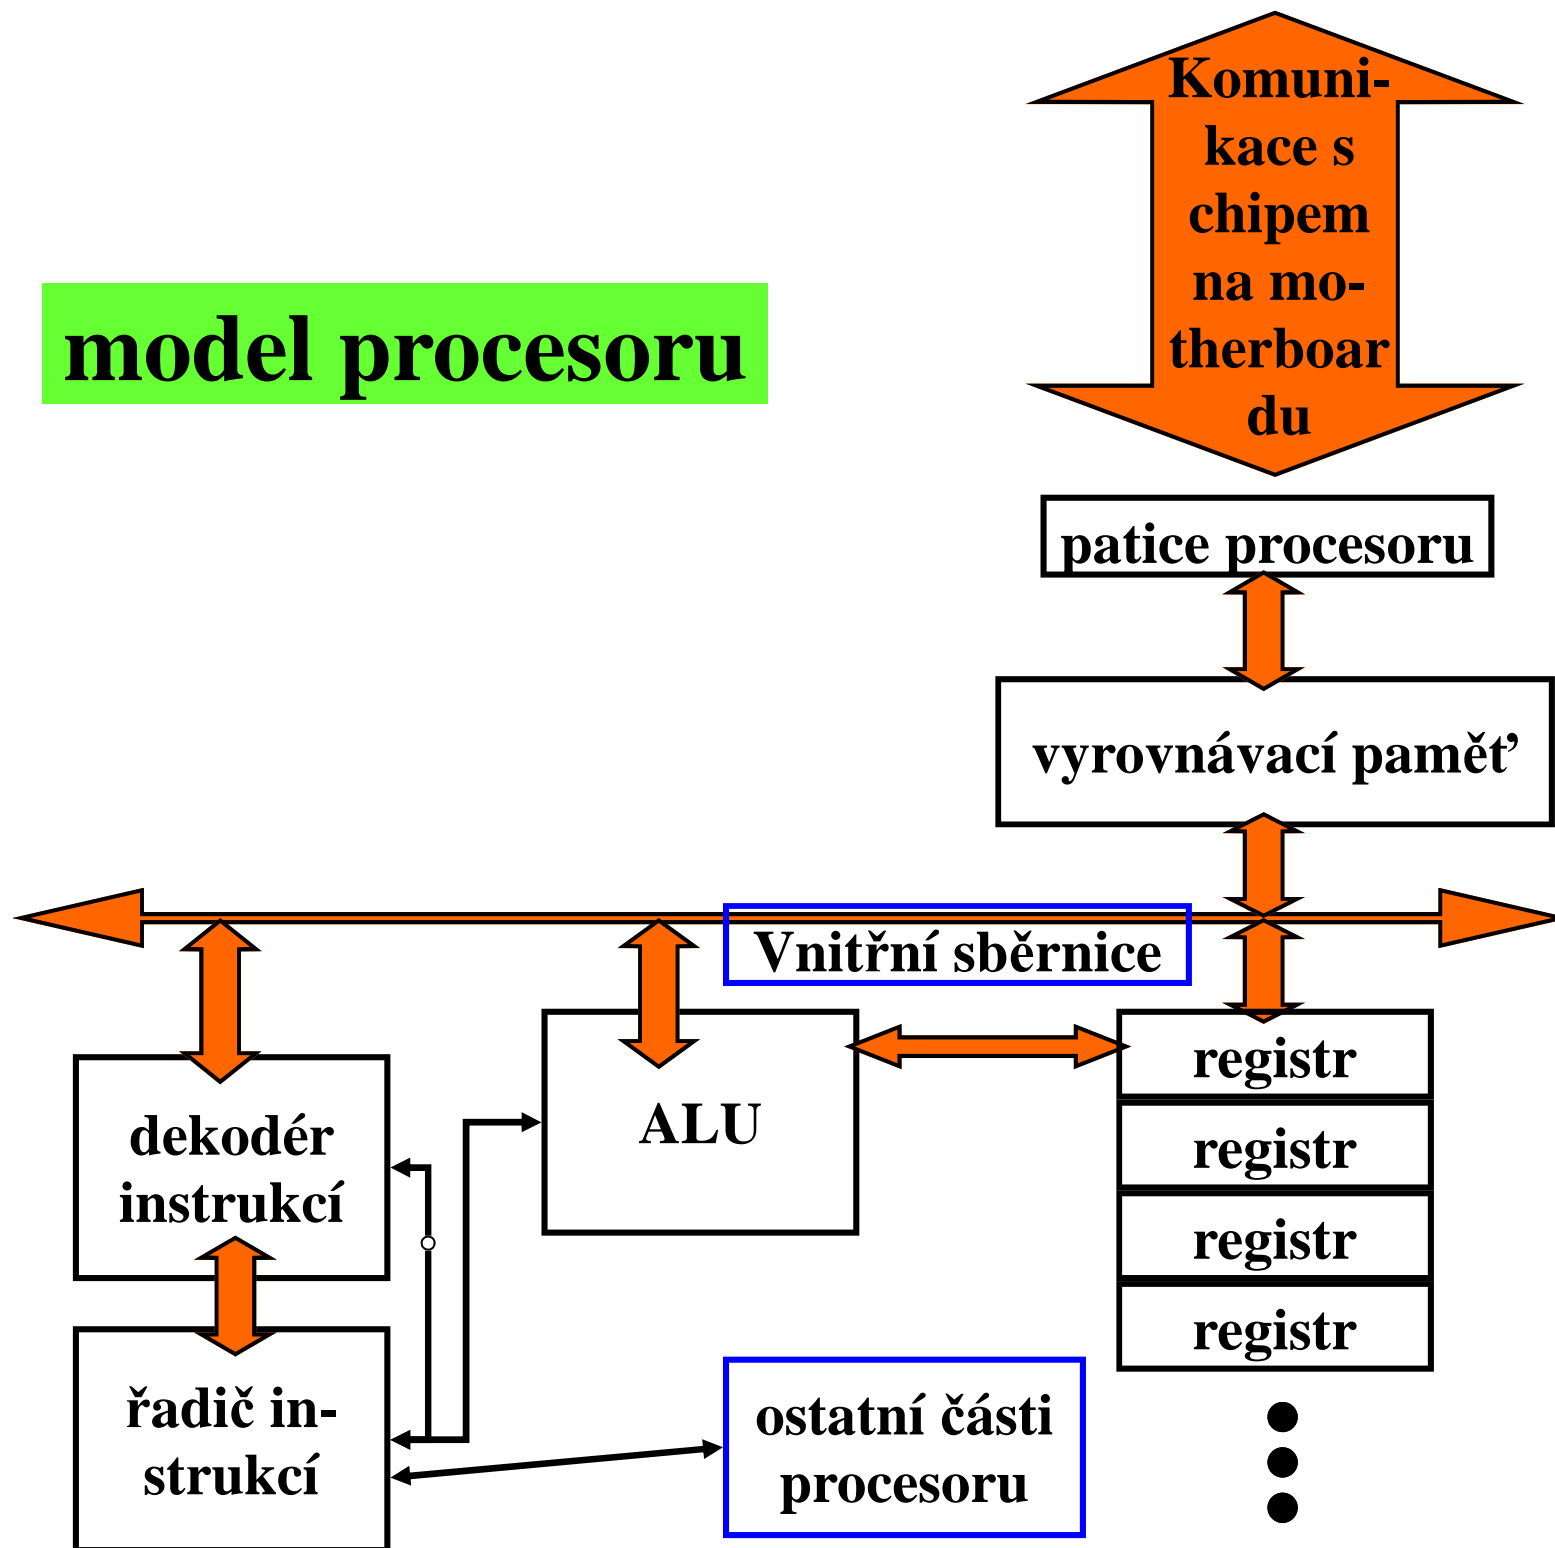 Komuni-
kace s
chipem
na mo-
therboar
du
model procesoru
patice procesoru
vyrovnávací paměť
Vnitřní sběrnice
dekodér
instrukcí
ALU
registr
registr
registr
registr
řadič in-
strukcí
ostatní části
procesoru